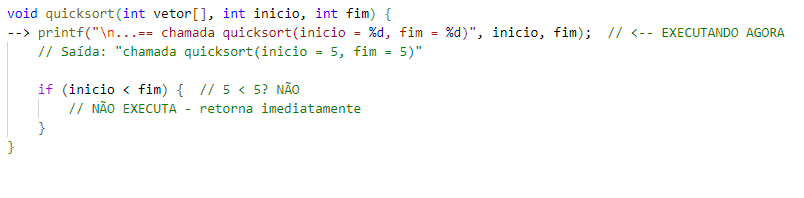 void quicksort(int vetor[], int inicio, int fim) {
--> printf("\n...== chamada quicksort(inicio = %d, fim = %d)", inicio, fim);  // <-- EXECUTANDO AGORA
// Saída: "chamada quicksort(inicio = 5, fim = 5)"
if (inicio < fim) {  // 5 < 5? NÃO
// NÃO EXECUTA - retorna imediatamente
}
}